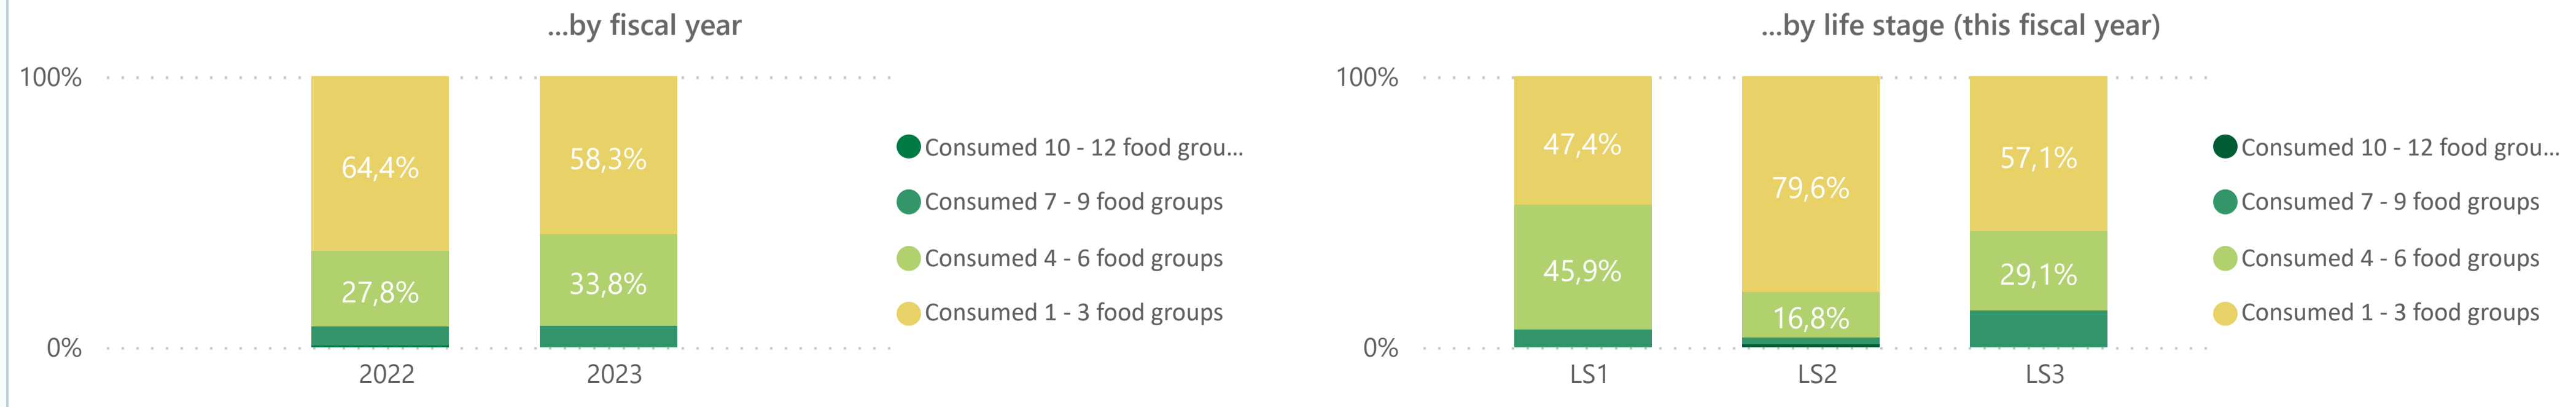 ...by fiscal year
100%
0%
64,4%
27,8%
58,3%
33,8%
2022
2023
Consumed 10 - 12 food grou...
Consumed 7 - 9 food groups
Consumed 4 - 6 food groups
Consumed 1 - 3 food groups
...by life stage (this fiscal year)
100%
0%
47,4%
45,9%
79,6%
16,8%
57,1%
29,1%
LS1
LS2
LS3
Consumed 10 - 12 food grou...
Consumed 7 - 9 food groups
Consumed 4 - 6 food groups
Consumed 1 - 3 food groups